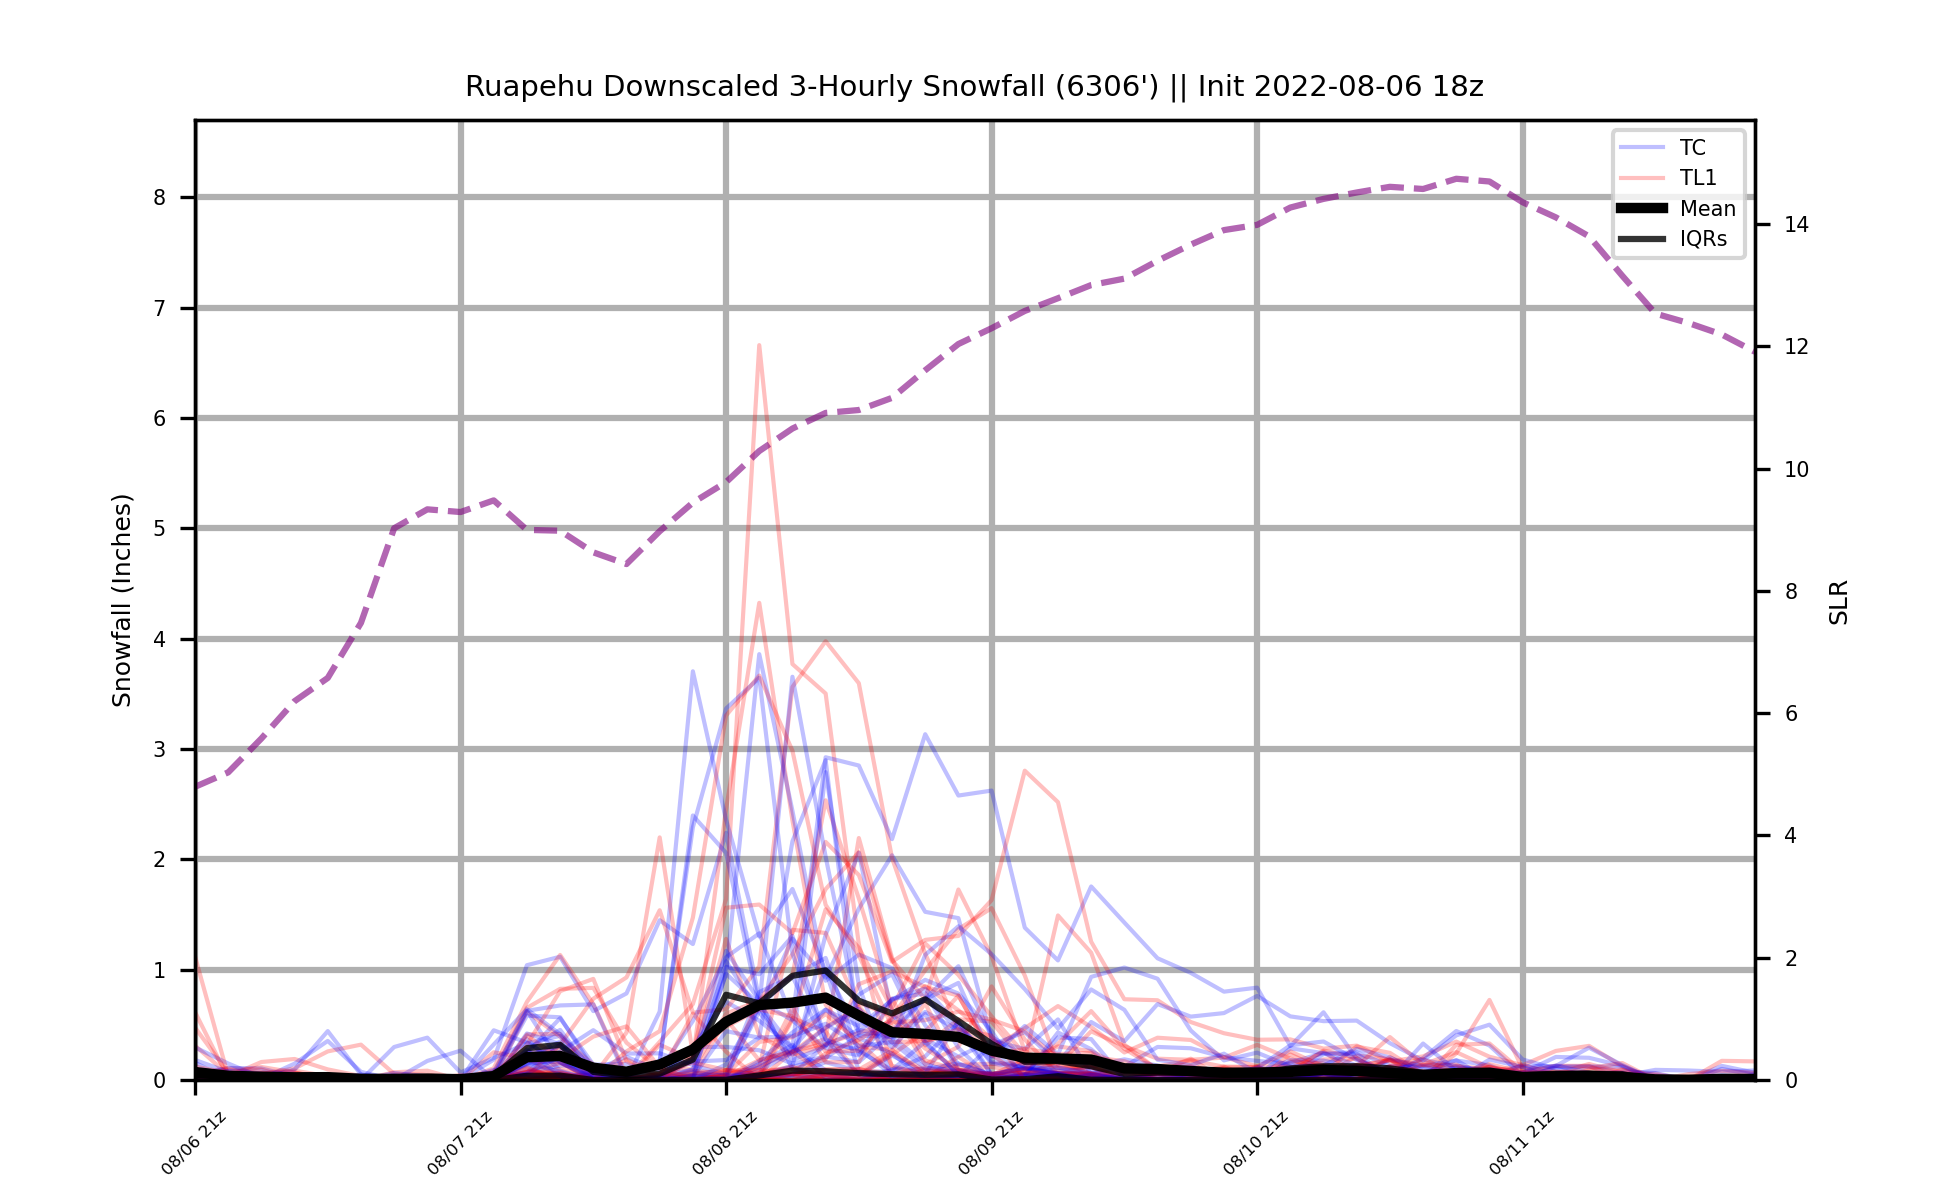 Ruapehu Downscaled 3-Hourly Snowfall (6306') || Init 2022-08-06 18z
TC
TL1
Mean
IQRs
Snowfall (Inches)
8
7
6
5
4
3
2
1
0
14
12
10
8
6
4
2
0
SLR
08/06 21z
08/07 21z
08/08 21z
08/09 21z
08/10 21z
08/11 21z